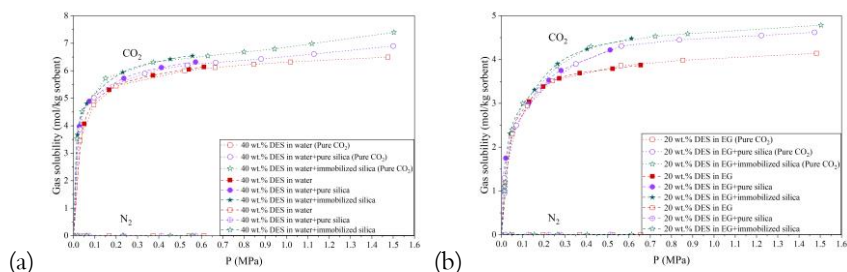 (a)
Gas solubility (mol/kg sorbent)
8
7
6
5
4
3
2
1
0
CO2
40 wt.% DES in water (Pure CO2)
40 wt.% DES in water+pure silica (Pure CO2)
40 wt.% DES in water+immobilized silica (Pure CO2)
40 wt.% DES in water
40 wt.% DES in water+pure silica
40 wt.% DES in water+immobilized silica
40 wt.% DES in water
40 wt.% DES in water+pure silica
40 wt.% DES in water+immobilized silica
N2
0.0 0.1 0.2 0.3 0.4 0.5 0.6 0.7 0.8 0.9 1.0 1.1 1.2 1.3 1.4 1.5 1.6
P (MPa)
(b)
Gas solubility (mol/kg sorbent)
5
4
3
2
1
0
CO2
20 wt.% DES in EG (Pure CO2)
20 wt.% DES in EG+pure silica (Pure CO2)
20 wt.% DES in EG+immobilized silica (Pure CO2)
20 wt.% DES in EG
20 wt.% DES in EG+pure silica
20 wt.% DES in EG+immobilized silica
20 wt.% DES in EG
20 wt.% DES in EG+pure silica
20 wt.% DES in EG+immobilized silica
N2
0.0 0.1 0.2 0.3 0.4 0.5 0.6 0.7 0.8 0.9 1.0 1.1 1.2 1.3 1.4 1.5 1.6
P (MPa)